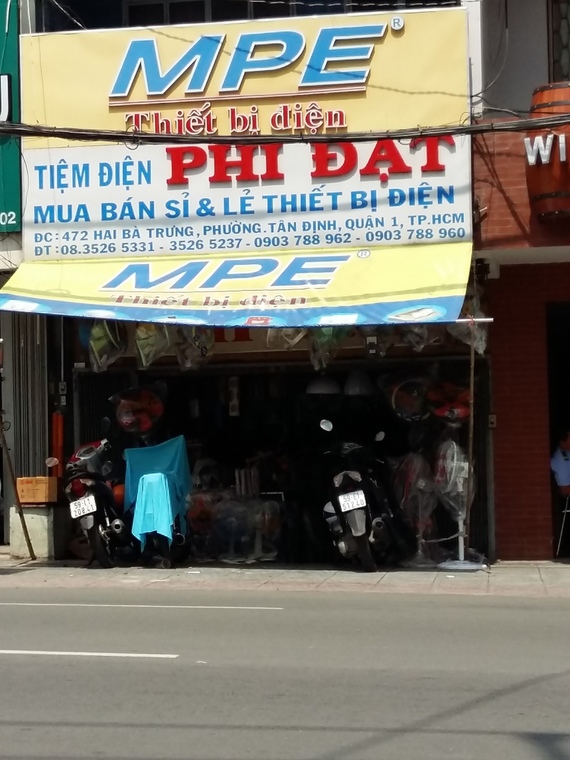 MPE®
Thiết bị điện
TIỆM ĐIỆN PHI ĐẠT
MUA BÁN SỈ & LẺ THIẾT BỊ ĐIỆN
ĐC: 472 HAI BÀ TRƯNG, PHƯỜNG.TÂN ĐỊNH, QUẬN 1, TP.HCM
ĐT: 08.3526 5331 - 3526 5237 - 0903 788 962 - 0903 788 960
MPE®
Thiết bị điện
02
WI